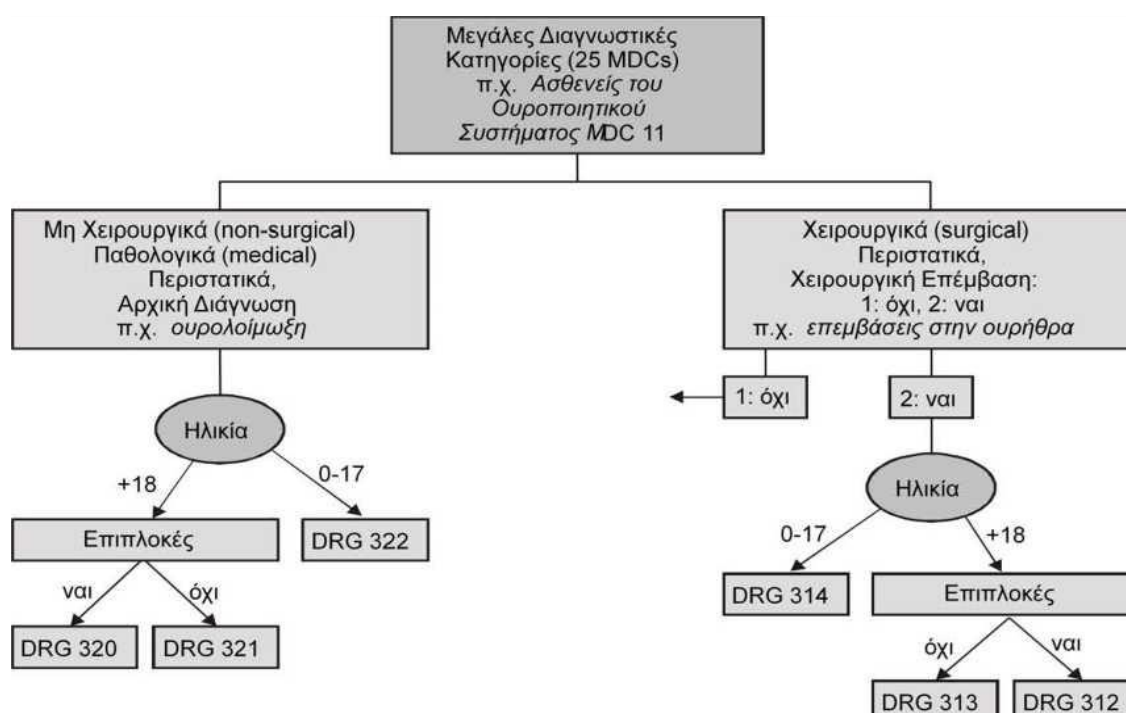 Μεγάλες Διαγνωστικές
Κατηγορίες (25 MDCs)
π.χ. Ασθενείς του
Ουροποιητικού
Συστήματος MDC 11
Μη Χειρουργικά (non-surgical)
Παθολογικά (medical)
Περιστατικά,
Αρχική Διάγνωση
π.χ. ουρολοίμωξη
Χειρουργικά (surgical)
Περιστατικά,
Χειρουργική Επέμβαση:
1: όχι, 2: ναι
π.χ. επεμβάσεις στην ουρήθρα
1: όχι
2: ναι
Ηλικία
+18
0-17
Επιπλοκές
DRG 322
ναι
όχι
DRG 320
DRG 321
Ηλικία
0-17
+18
DRG 314
Επιπλοκές
όχι
ναι
DRG 313
DRG 312